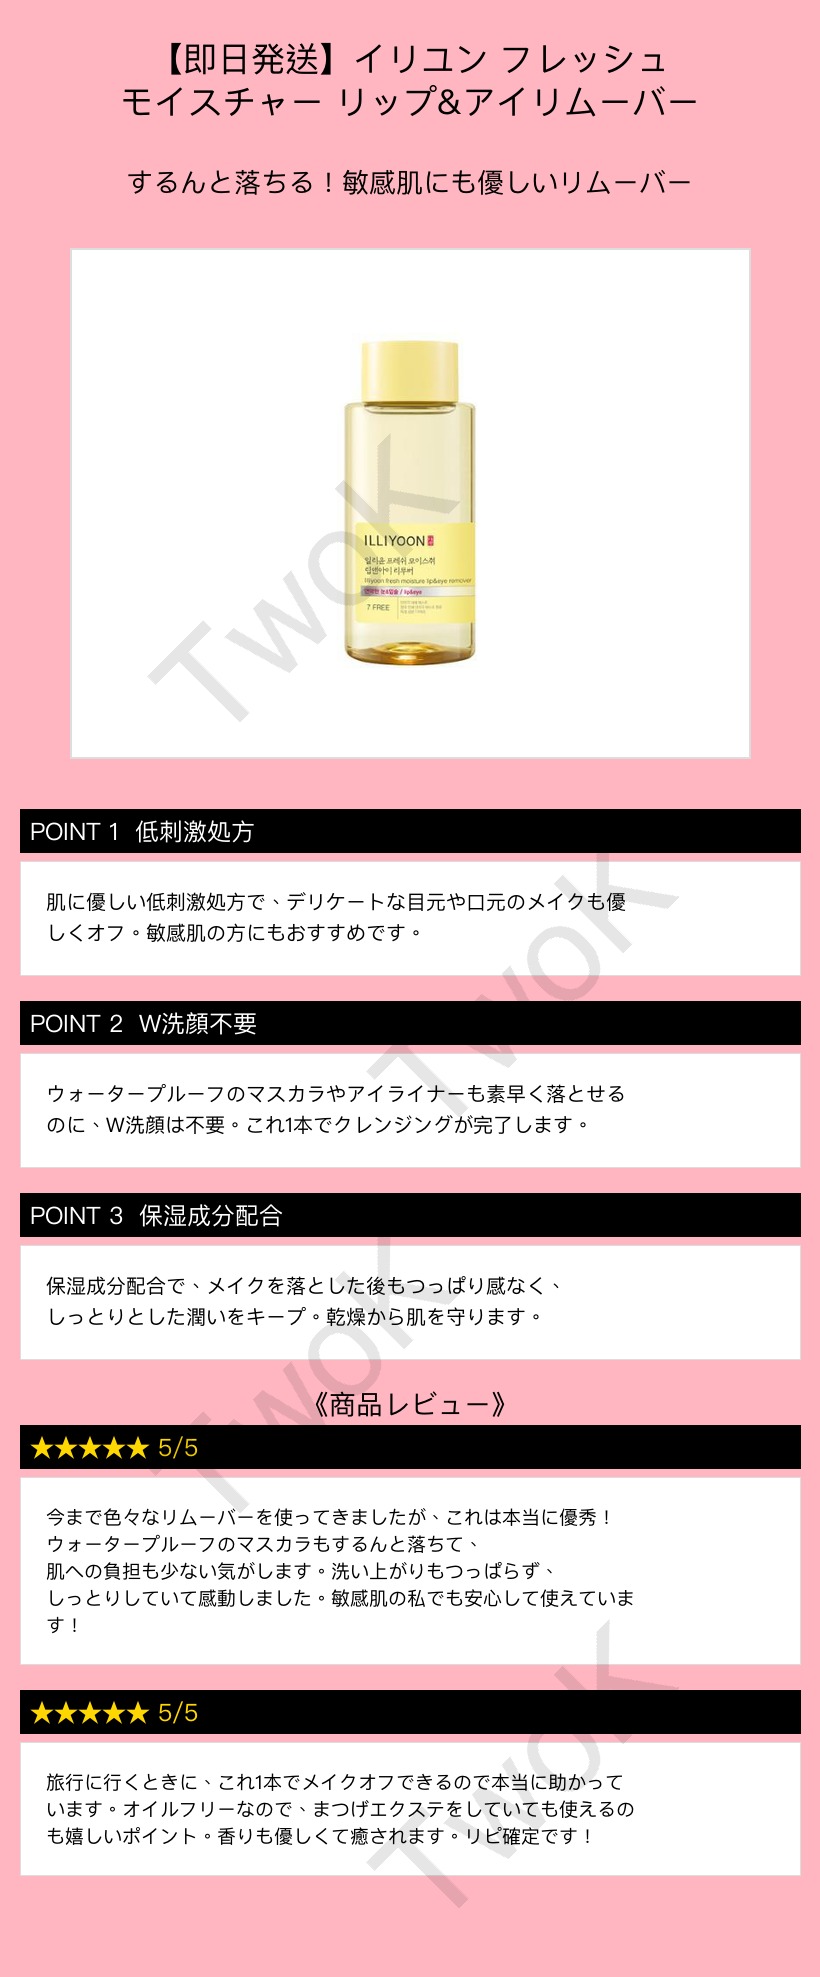 【即日発送】イリユン フレッシュ
モイスチャー リップ&アイリムーバー
するんと落ちる！敏感肌にも優しいリムーバー
ILLIYOON
일리윤 프레쉬 모이스춰
립앤아이 리무버
illiyoon fresh moisture lip&eye remover
눈&입술 / lip&eye
7 FREE
TwoK
POINT 1 低刺激処方
肌に優しい低刺激処方で、デリケートな目元や口元のメイクも優
しくオフ。敏感肌の方にもおすすめです。
TwoK
POINT 2 W洗顔不要
ウォータープルーフのマスカラやアイライナーも素早く落とせる
のに、W洗顔は不要。これ1本でクレンジングが完了します。
POINT 3 保湿成分配合
保湿成分配合で、メイクを落とした後もつっぱり感なく、
しっとりとした潤いをキープ。乾燥から肌を守ります。
TwoK
《商品レビュー》
★★★★★ 5/5
今まで色々なリムーバーを使ってきましたが、これは本当に優秀！
ウォータープルーフのマスカラもするんと落ちて、
肌への負担も少ない気がします。洗い上がりもつっぱらず、
しっとりしていて感動しました。敏感肌の私でも安心して使えていま
す！
★★★★★ 5/5
旅行に行くときに、これ1本でメイクオフできるので本当に助かって
います。オイルフリーなので、まつげエクステをしていても使えるの
も嬉しいポイント。香りも優しくて癒されます。リピ確定です！
TwoK